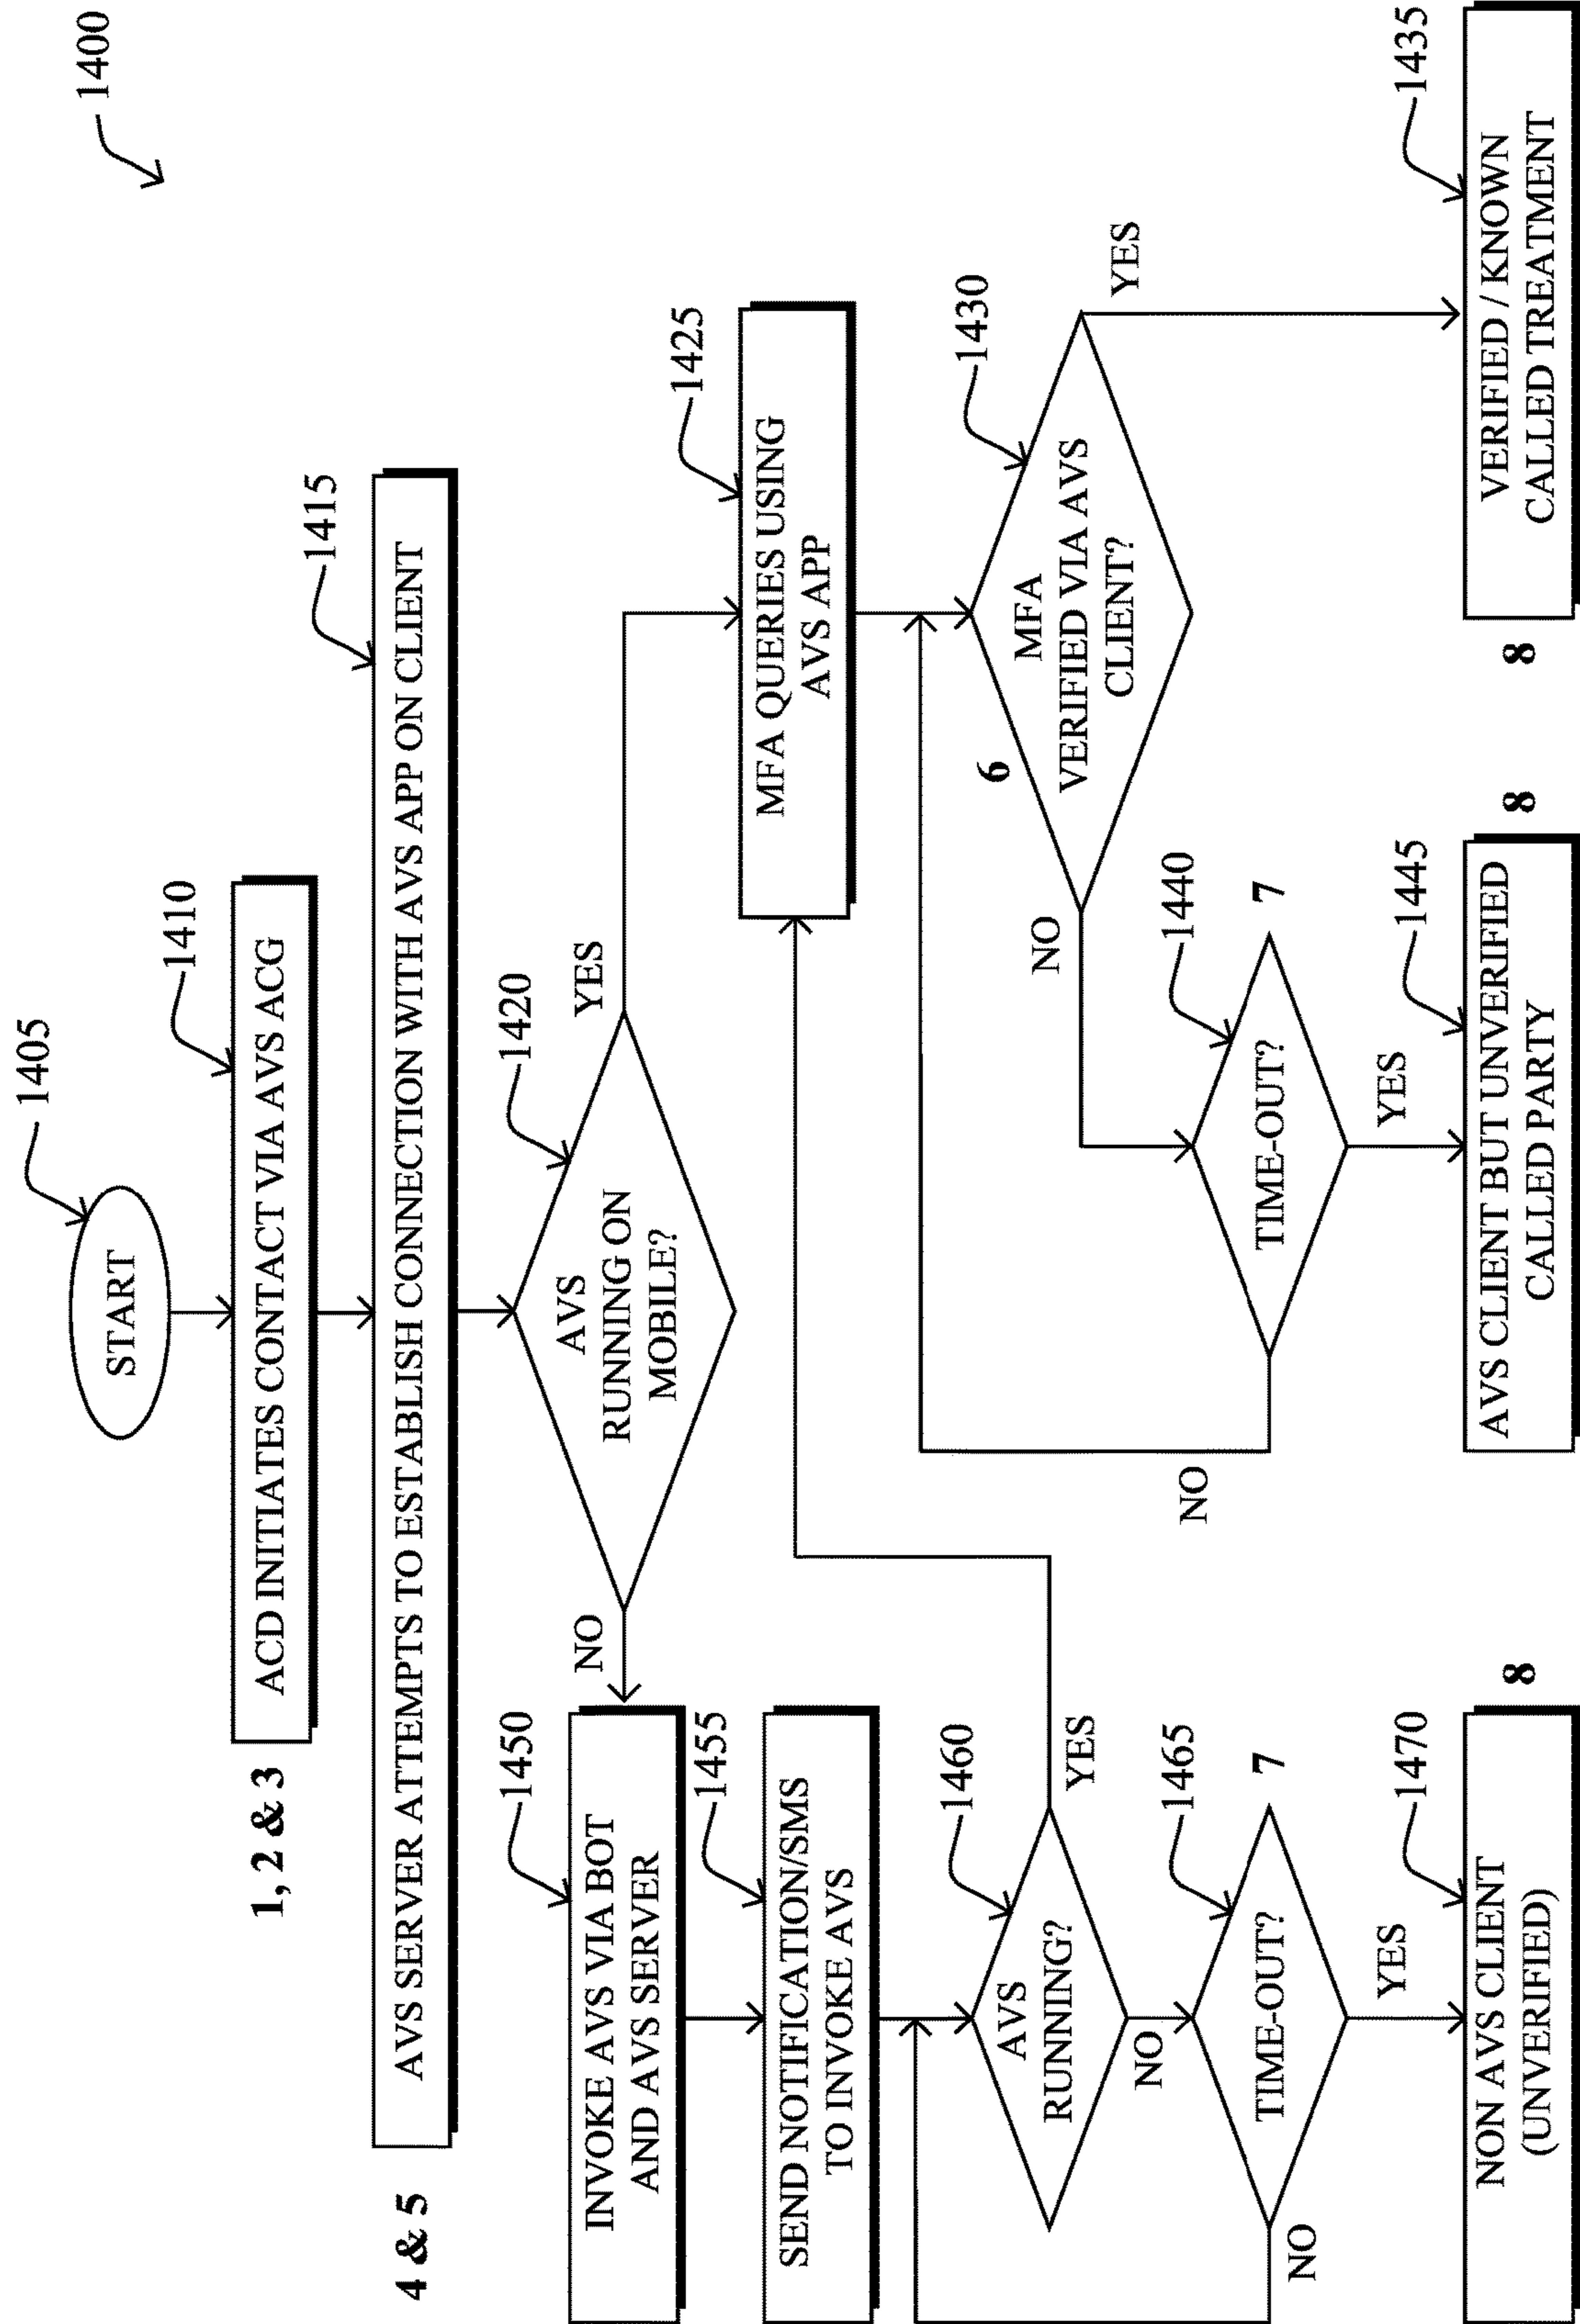 1400
1405
START
1410
ACD INITIATES CONTACT VIA AVS ACG
1, 2 & 3
1415
AVS SERVER ATTEMPTS TO ESTABLISH CONNECTION WITH AVS APP ON CLIENT
4 & 5
1420
AVS
RUNNING ON
MOBILE?
YES
NO
1425
MFA QUERIES USING
AVS APP
1430
MFA
VERIFIED VIA AVS
CLIENT?
6
YES
NO
1435
VERIFIED / KNOWN
CALLED TREATMENT
8
1440
TIME-OUT?
7
NO
YES
1445
AVS CLIENT BUT UNVERIFIED
CALLED PARTY
8
1450
INVOKE AVS VIA BOT
AND AVS SERVER
1455
SEND NOTIFICATION/SMS
TO INVOKE AVS
1460
AVS
RUNNING?
YES
NO
1465
TIME-OUT?
7
NO
YES
1470
NON AVS CLIENT
(UNVERIFIED)
8